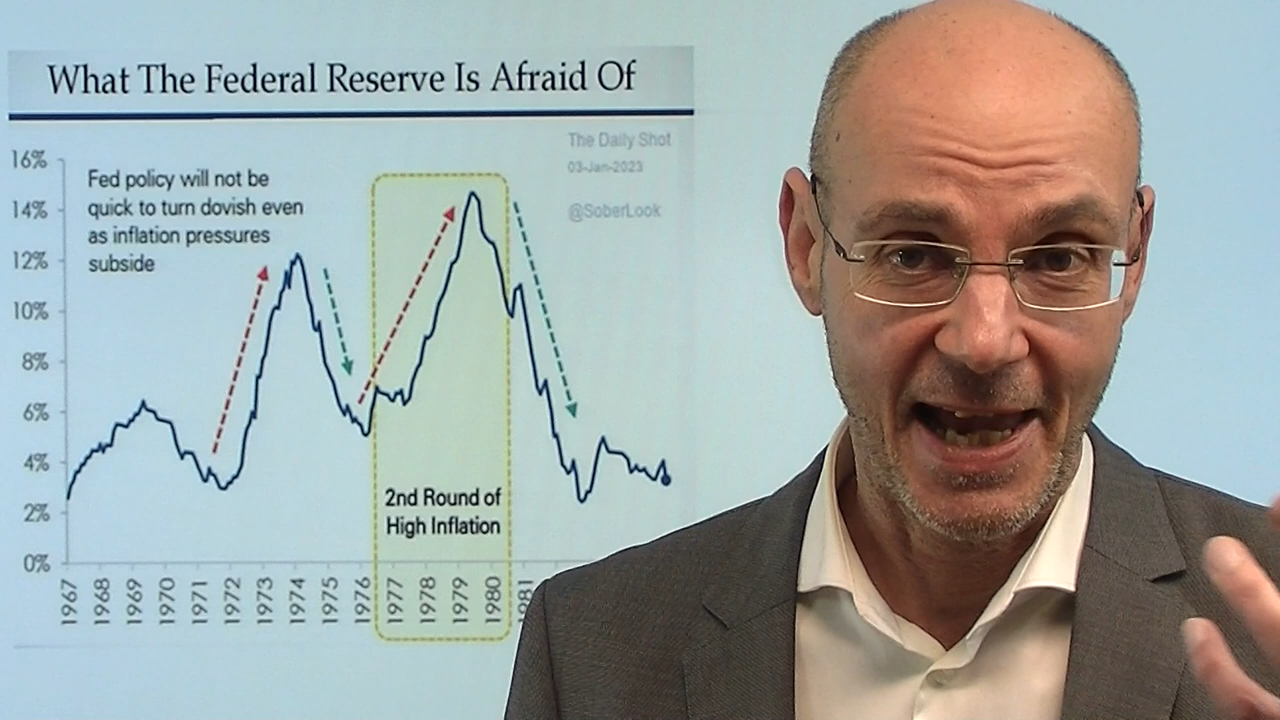 What The Federal Reserve Is Afraid Of
The Daily Shot
03-Jan-2023
@SoberLook
16%
14%
12%
10%
8%
6%
4%
2%
0%
Fed policy will not be
quick to turn dovish even
as inflation pressures
subside
2nd Round of
High Inflation
1967
1968
1969
1970
1971
1972
1973
1974
1975
1976
1977
1978
1979
1980